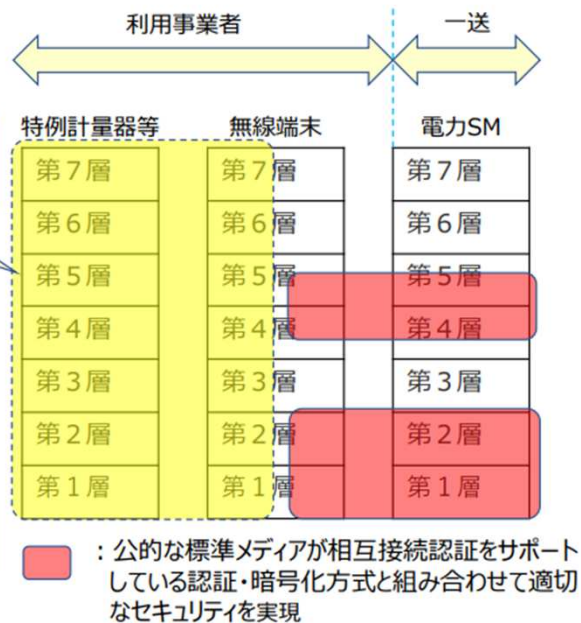 利用事業者 一送
特例計量器等 無線端末 電力SM
第7層 第7層 第7層
第6層 第6層 第6層
第5層 第5層 第5層
第4層 第4層 第4層
第3層 第3層 第3層
第2層 第2層 第2層
第1層 第1層 第1層
：公的な標準メディアが相互接続認証をサポート
している認証・暗号化方式と組み合わせて適切
なセキュリティを実現